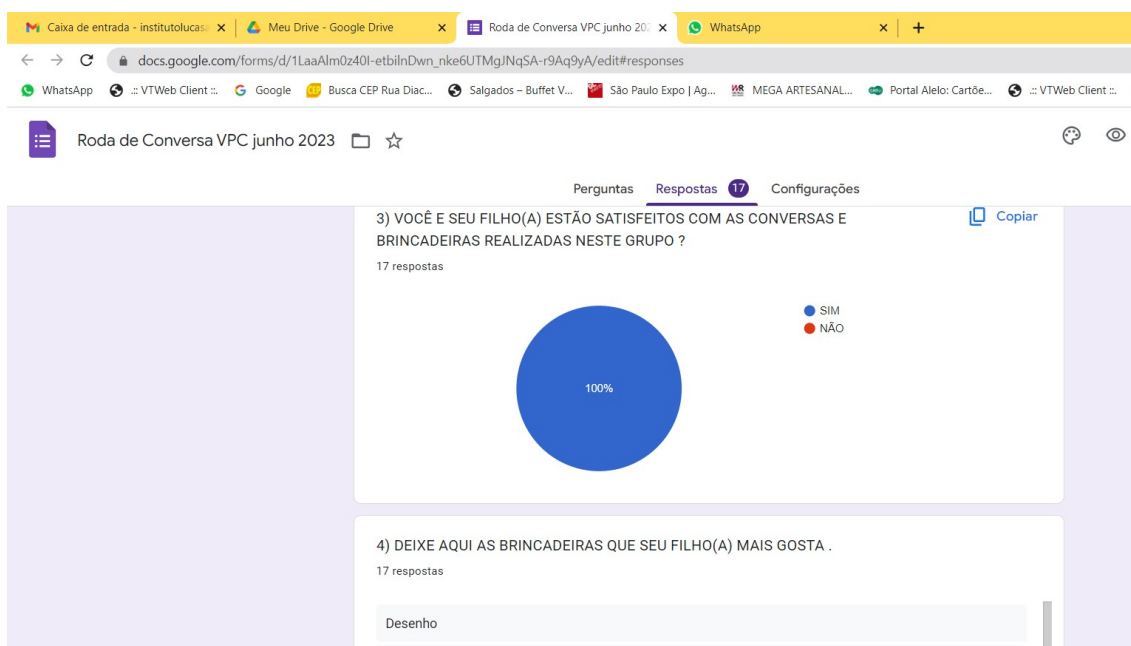 Caixa de entrada - institutolucas
Meu Drive - Google Drive
Roda de Conversa VPC junho 202
WhatsApp
docs.google.com/forms/d/1LaaAlm0z40I-etbilnDwn_nke6UTMgJNqSA-r9Aq9yA/edit#responses
WhatsApp
.:: VTWeb Client ::.
Google
Busca CEP Rua Diac...
Salgados – Buffet V...
São Paulo Expo | Ag...
MEGA ARTESANAL...
Portal Alelo: Cartõe...
.:: VTWeb Client ::.
Roda de Conversa VPC junho 2023
Perguntas
Respostas 17
Configurações
3) VOCÊ E SEU FILHO(A) ESTÃO SATISFEITOS COM AS CONVERSAS E
BRINCADEIRAS REALIZADAS NESTE GRUPO ?
Copiar
17 respostas
SIM
NÃO
100%
4) DEIXE AQUI AS BRINCADEIRAS QUE SEU FILHO(A) MAIS GOSTA .
17 respostas
Desenho